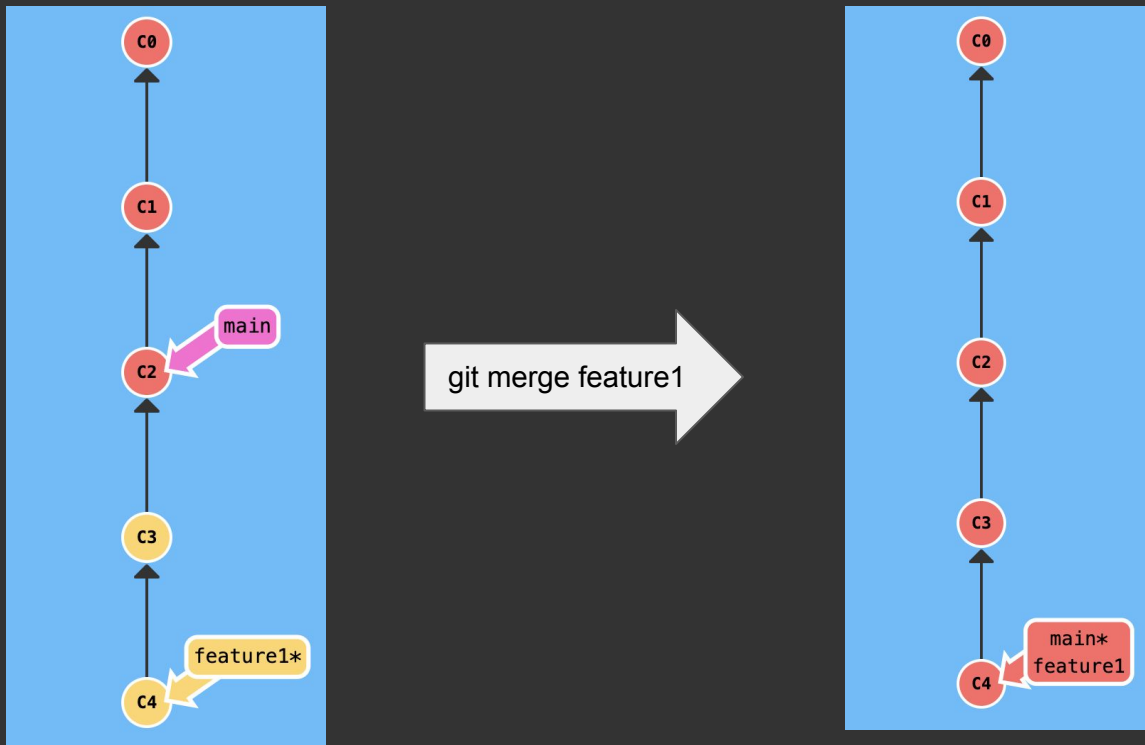 C0
C1
main
C2
C3
feature1*
C4
git merge feature1
C0
C1
C2
C3
main*
feature1
C4